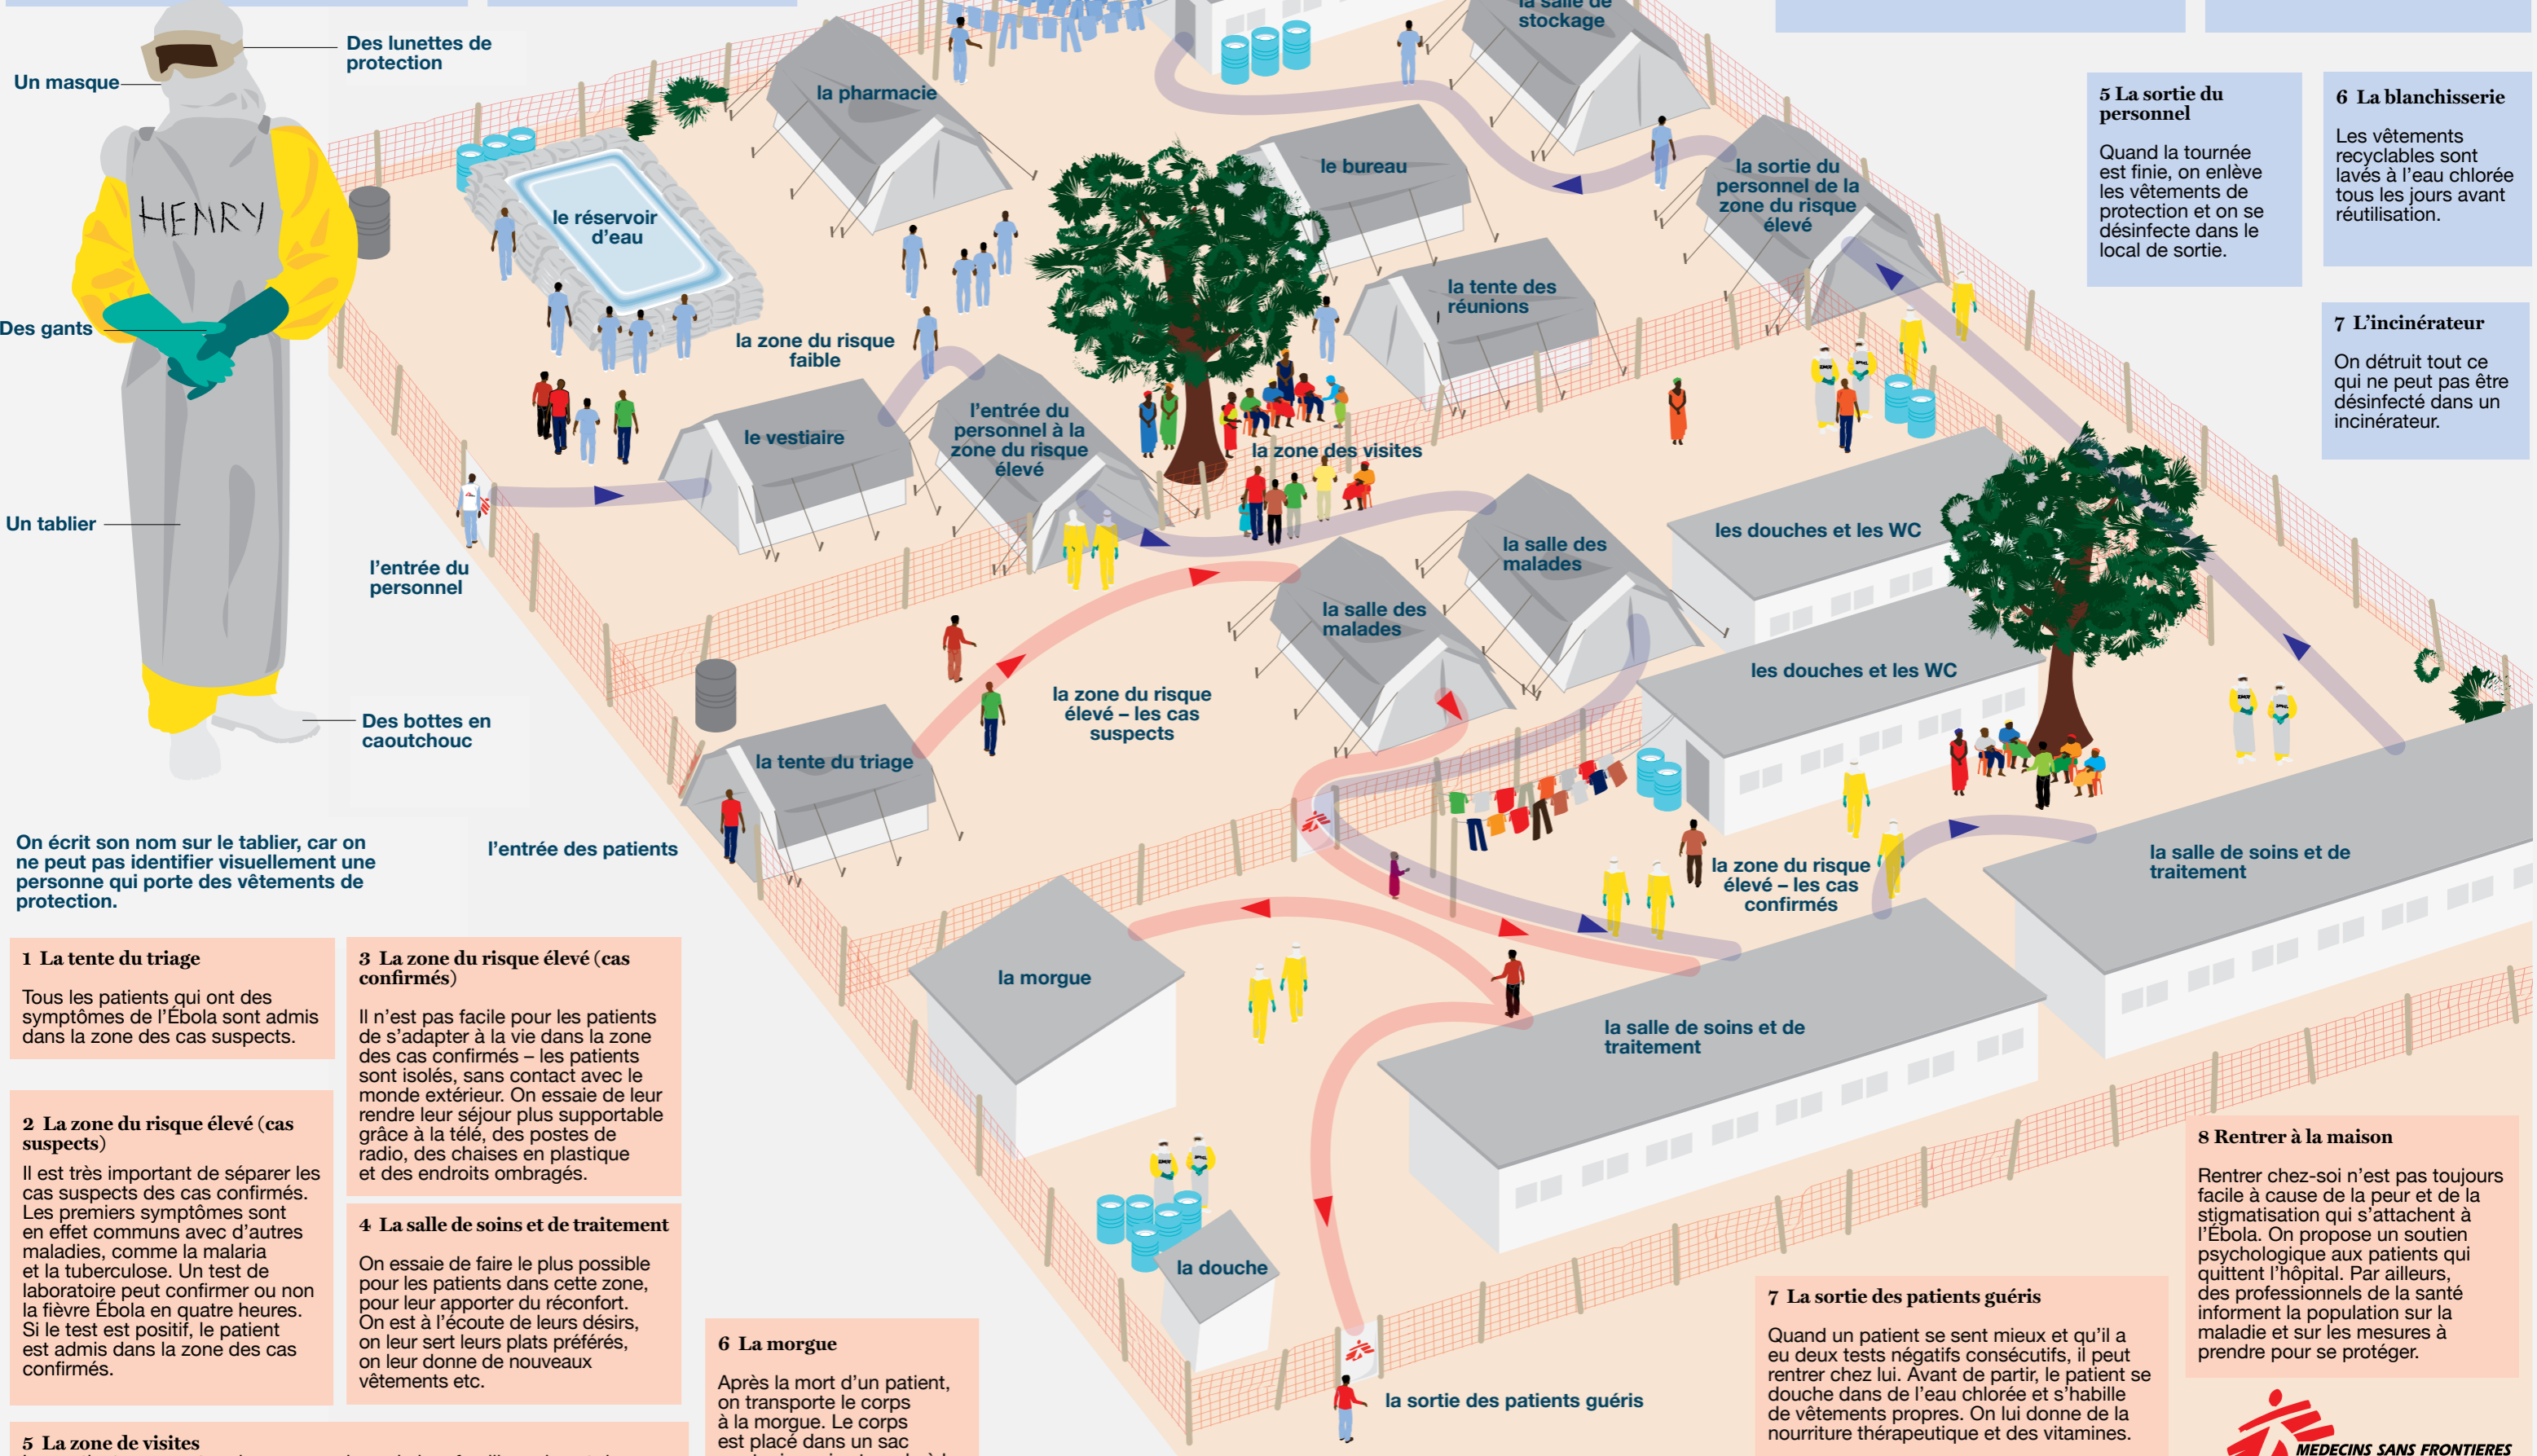 la salle de
stockage
Des lunettes de
protection
Un masque
HENRY
Des gants
Un tablier
Des bottes en
caoutchouc
On écrit son nom sur le tablier, car on
ne peut pas identifier visuellement une
personne qui porte des vêtements de
protection.
la pharmacie
le réservoir
d'eau
le bureau
la sortie du
personnel de la
zone du risque
élevé
la tente des
réunions
la zone du risque
faible
le vestiaire
l'entrée du
personnel à la
zone du risque
élevé
la zone des visites
l'entrée du
personnel
la salle des
malades
la salle des
malades
les douches et les WC
les douches et les WC
la zone du risque
élevé – les cas
suspects
la tente du triage
l'entrée des patients
la zone du risque
élevé – les cas
confirmés
la salle de soins et de
traitement
la morgue
la salle de soins et de
traitement
la douche
la sortie des patients guéris
5 La sortie du
personnel
Quand la tournée
est finie, on enlève
les vêtements de
protection et on se
désinfecte dans le
local de sortie.
6 La blanchisserie
Les vêtements
recyclables sont
lavés à l'eau chlorée
tous les jours avant
réutilisation.
7 L'incinérateur
On détruit tout ce
qui ne peut pas être
désinfecté dans un
incinérateur.
1 La tente du triage
Tous les patients qui ont des
symptômes de l'Ébola sont admis
dans la zone des cas suspects.
2 La zone du risque élevé (cas
suspects)
Il est très important de séparer les
cas suspects des cas confirmés.
Les premiers symptômes sont
en effet communs avec d'autres
maladies, comme la malaria
et la tuberculose. Un test de
laboratoire peut confirmer ou non
la fièvre Ébola en quatre heures.
Si le test est positif, le patient
est admis dans la zone des cas
confirmés.
3 La zone du risque élevé (cas
confirmés)
Il n'est pas facile pour les patients
de s'adapter à la vie dans la zone
des cas confirmés – les patients
sont isolés, sans contact avec le
monde extérieur. On essaie de leur
rendre leur séjour plus supportable
grâce à la télé, des postes de
radio, des chaises en plastique
et des endroits ombragés.
4 La salle de soins et de traitement
On essaie de faire le plus possible
pour les patients dans cette zone,
pour leur apporter du réconfort.
On est à l'écoute de leurs désirs,
on leur sert leurs plats préférés,
on leur donne de nouveaux
vêtements etc.
5 La zone de visites
6 La morgue
Après la mort d'un patient,
on transporte le corps
à la morgue. Le corps
est placé dans un sac
7 La sortie des patients guéris
Quand un patient se sent mieux et qu'il a
eu deux tests négatifs consécutifs, il peut
rentrer chez lui. Avant de partir, le patient se
douche dans de l'eau chlorée et s'habille
de vêtements propres. On lui donne de la
nourriture thérapeutique et des vitamines.
8 Rentrer à la maison
Rentrer chez-soi n'est pas toujours
facile à cause de la peur et de la
stigmatisation qui s'attachent à
l'Ébola. On propose un soutien
psychologique aux patients qui
quittent l'hôpital. Par ailleurs,
des professionnels de la santé
informent la population sur la
maladie et sur les mesures à
prendre pour se protéger.
MEDECINS SANS FRONTIERES